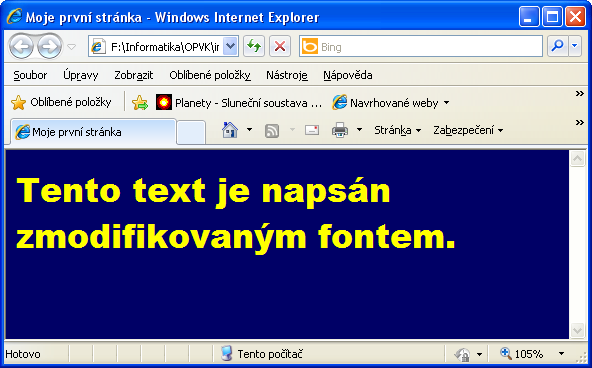 Moje první stránka - Windows Internet Explorer
F:\Informatika\OPVK\ir
Bing
Soubor Úpravy Zobrazit Oblíbené položky Nástroje Nápověda
Oblíbené položky Planety - Sluneční soustava ... Navrhované weby
Moje první stránka Stránka Zabezpečení
Tento text je napsán
zmodifikovaným fontem.
Hotovo Tento počítač 105%